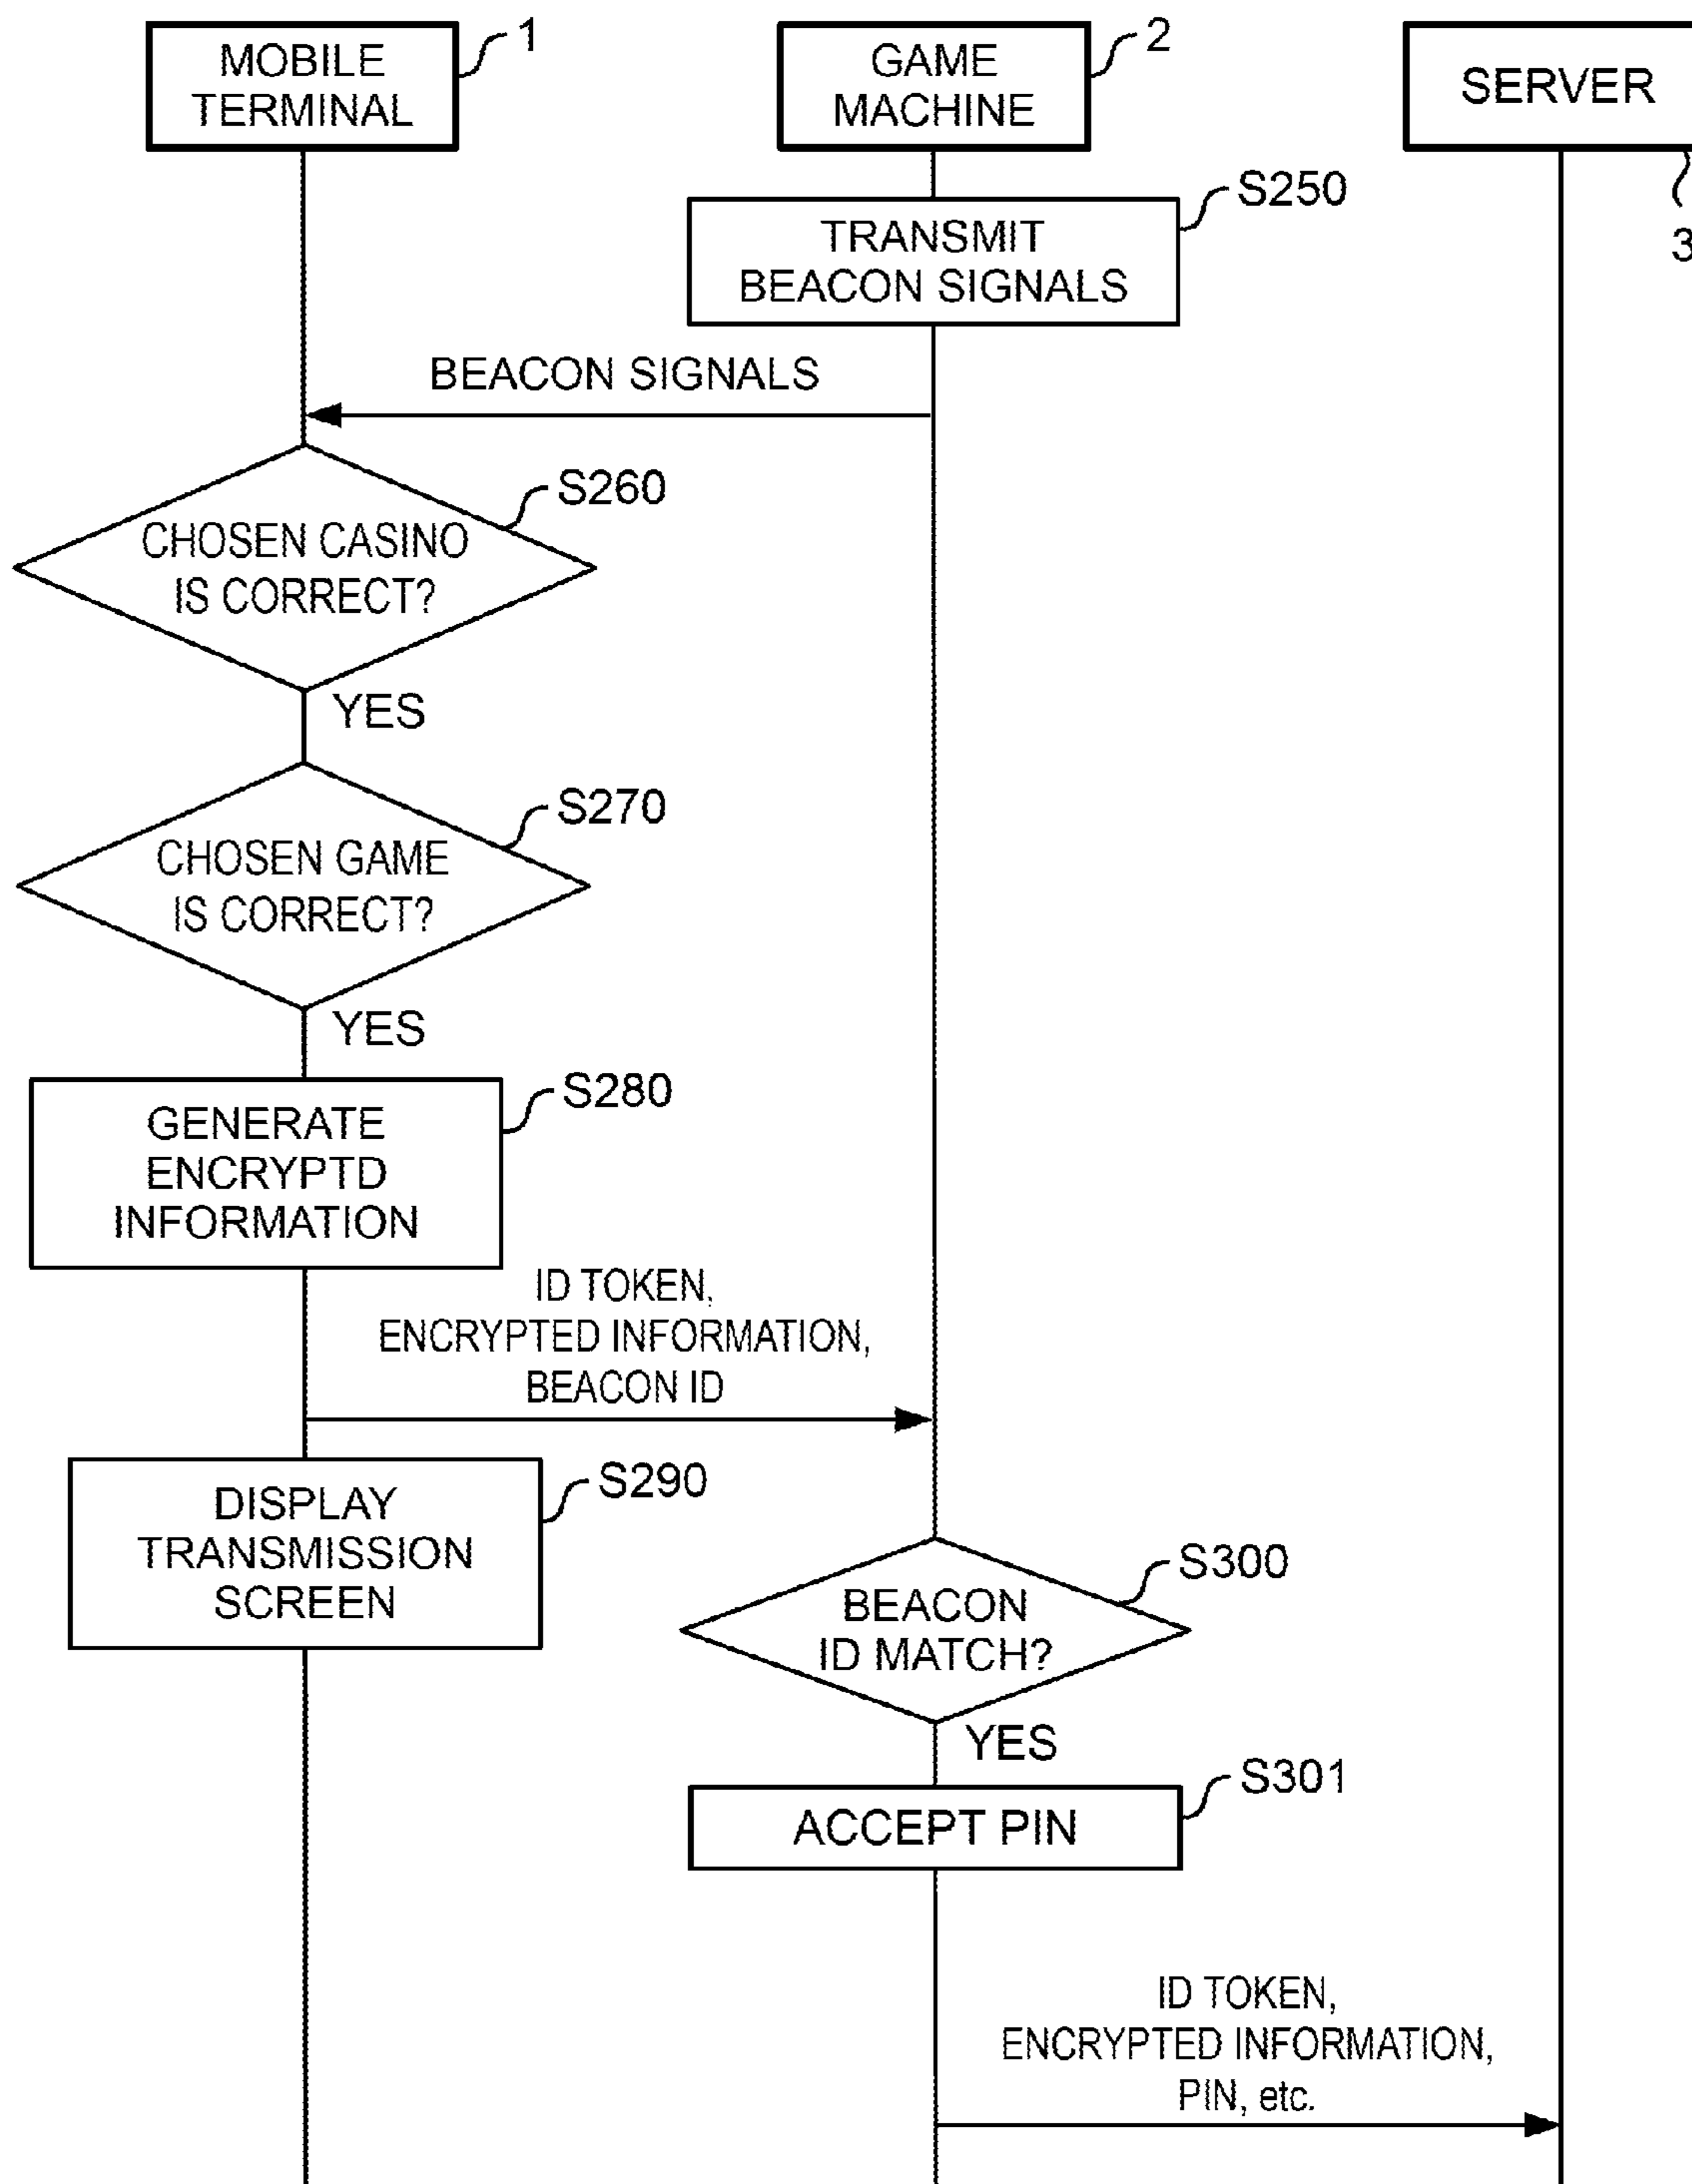 MOBILE
TERMINAL
1
GAME
MACHINE
2
SERVER
3
S250
TRANSMIT
BEACON SIGNALS
BEACON SIGNALS
S260
CHOSEN CASINO
IS CORRECT?
YES
S270
CHOSEN GAME
IS CORRECT?
YES
S280
GENERATE
ENCRYPTD
INFORMATION
ID TOKEN,
ENCRYPTED INFORMATION,
BEACON ID
S290
DISPLAY
TRANSMISSION
SCREEN
S300
BEACON
ID MATCH?
YES
S301
ACCEPT PIN
ID TOKEN,
ENCRYPTED INFORMATION,
PIN, etc.